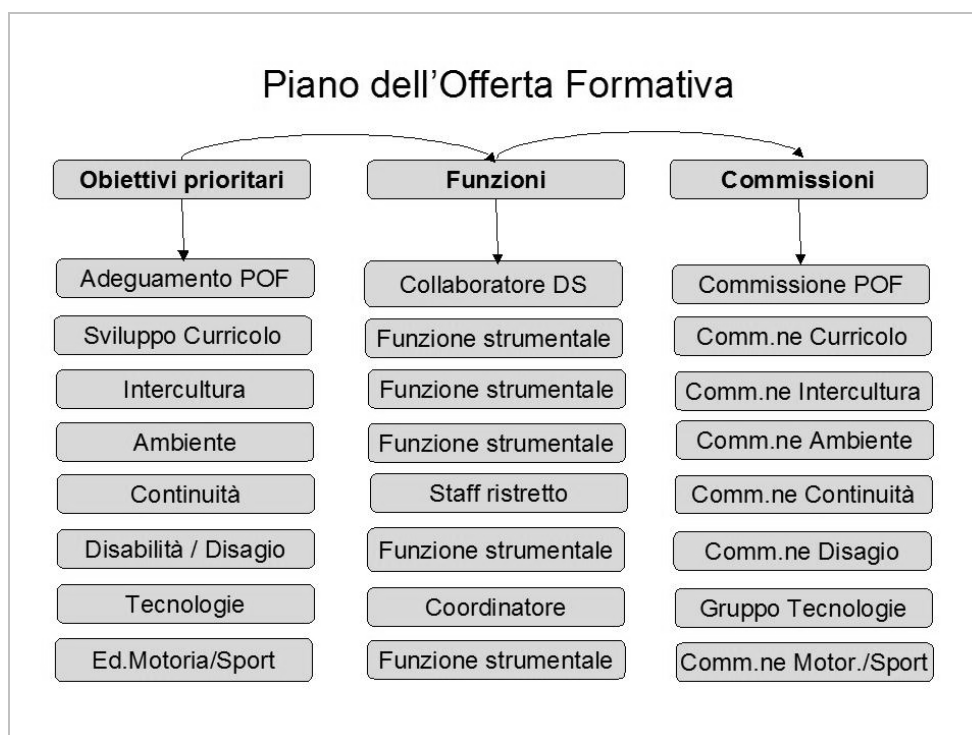 Piano dell'Offerta Formativa
Obiettivi prioritari
Funzioni
Commissioni
Adeguamento POF
Collaboratore DS
Commissione POF
Sviluppo Curricolo
Funzione strumentale
Comm.ne Curricolo
Intercultura
Funzione strumentale
Comm.ne Intercultura
Ambiente
Funzione strumentale
Comm.ne Ambiente
Continuità
Staff ristretto
Comm.ne Continuità
Disabilità / Disagio
Funzione strumentale
Comm.ne Disagio
Tecnologie
Coordinatore
Gruppo Tecnologie
Ed.Motoria/Sport
Funzione strumentale
Comm.ne Motor./Sport